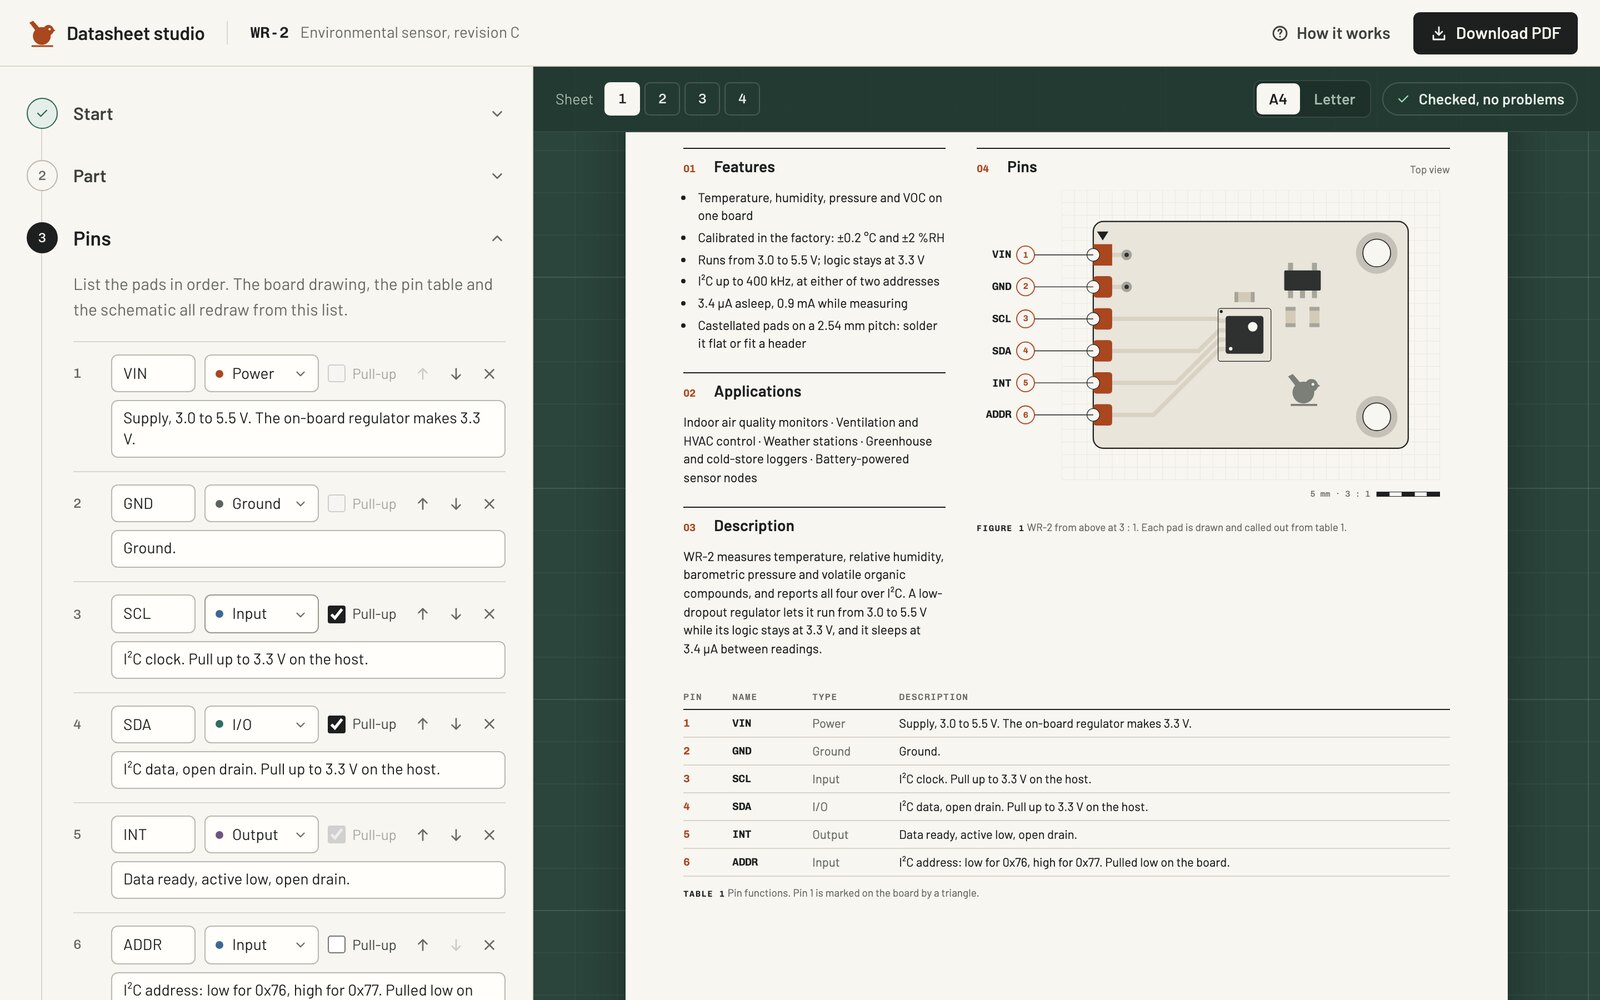 Datasheet studio
WR-2 Environmental sensor, revision C
How it works
Download PDF
Start
2 Part
3 Pins
List the pads in order. The board drawing, the pin table and
the schematic all redraw from this list.
1 VIN Power Pull-up
Supply, 3.0 to 5.5 V. The on-board regulator makes 3.3
V.
2 GND Ground Pull-up
Ground.
3 SCL Input Pull-up
I²C clock. Pull up to 3.3 V on the host.
4 SDA I/O Pull-up
I²C data, open drain. Pull up to 3.3 V on the host.
5 INT Output Pull-up
Data ready, active low, open drain.
6 ADDR Input Pull-up
I²C address: low for 0x76, high for 0x77. Pulled low on
Sheet 1 2 3 4
A4 Letter
Checked, no problems
01 Features
Temperature, humidity, pressure and VOC on
one board
Calibrated in the factory: ±0.2 °C and ±2 %RH
Runs from 3.0 to 5.5 V; logic stays at 3.3 V
I²C up to 400 kHz, at either of two addresses
3.4 µA asleep, 0.9 mA while measuring
Castellated pads on a 2.54 mm pitch: solder
it flat or fit a header
02 Applications
Indoor air quality monitors · Ventilation and
HVAC control · Weather stations · Greenhouse
and cold-store loggers · Battery-powered
sensor nodes
03 Description
WR-2 measures temperature, relative humidity,
barometric pressure and volatile organic
compounds, and reports all four over I²C. A low-
dropout regulator lets it run from 3.0 to 5.5 V
while its logic stays at 3.3 V, and it sleeps at
3.4 µA between readings.
04 Pins
Top view
VIN 1
GND 2
SCL 3
SDA 4
INT 5
ADDR 6
5 mm · 3 : 1
FIGURE 1 WR-2 from above at 3 : 1. Each pad is drawn and called out from table 1.
PIN NAME TYPE DESCRIPTION
1 VIN Power Supply, 3.0 to 5.5 V. The on-board regulator makes 3.3 V.
2 GND Ground Ground.
3 SCL Input I²C clock. Pull up to 3.3 V on the host.
4 SDA I/O I²C data, open drain. Pull up to 3.3 V on the host.
5 INT Output Data ready, active low, open drain.
6 ADDR Input I²C address: low for 0x76, high for 0x77. Pulled low on the board.
TABLE 1 Pin functions. Pin 1 is marked on the board by a triangle.